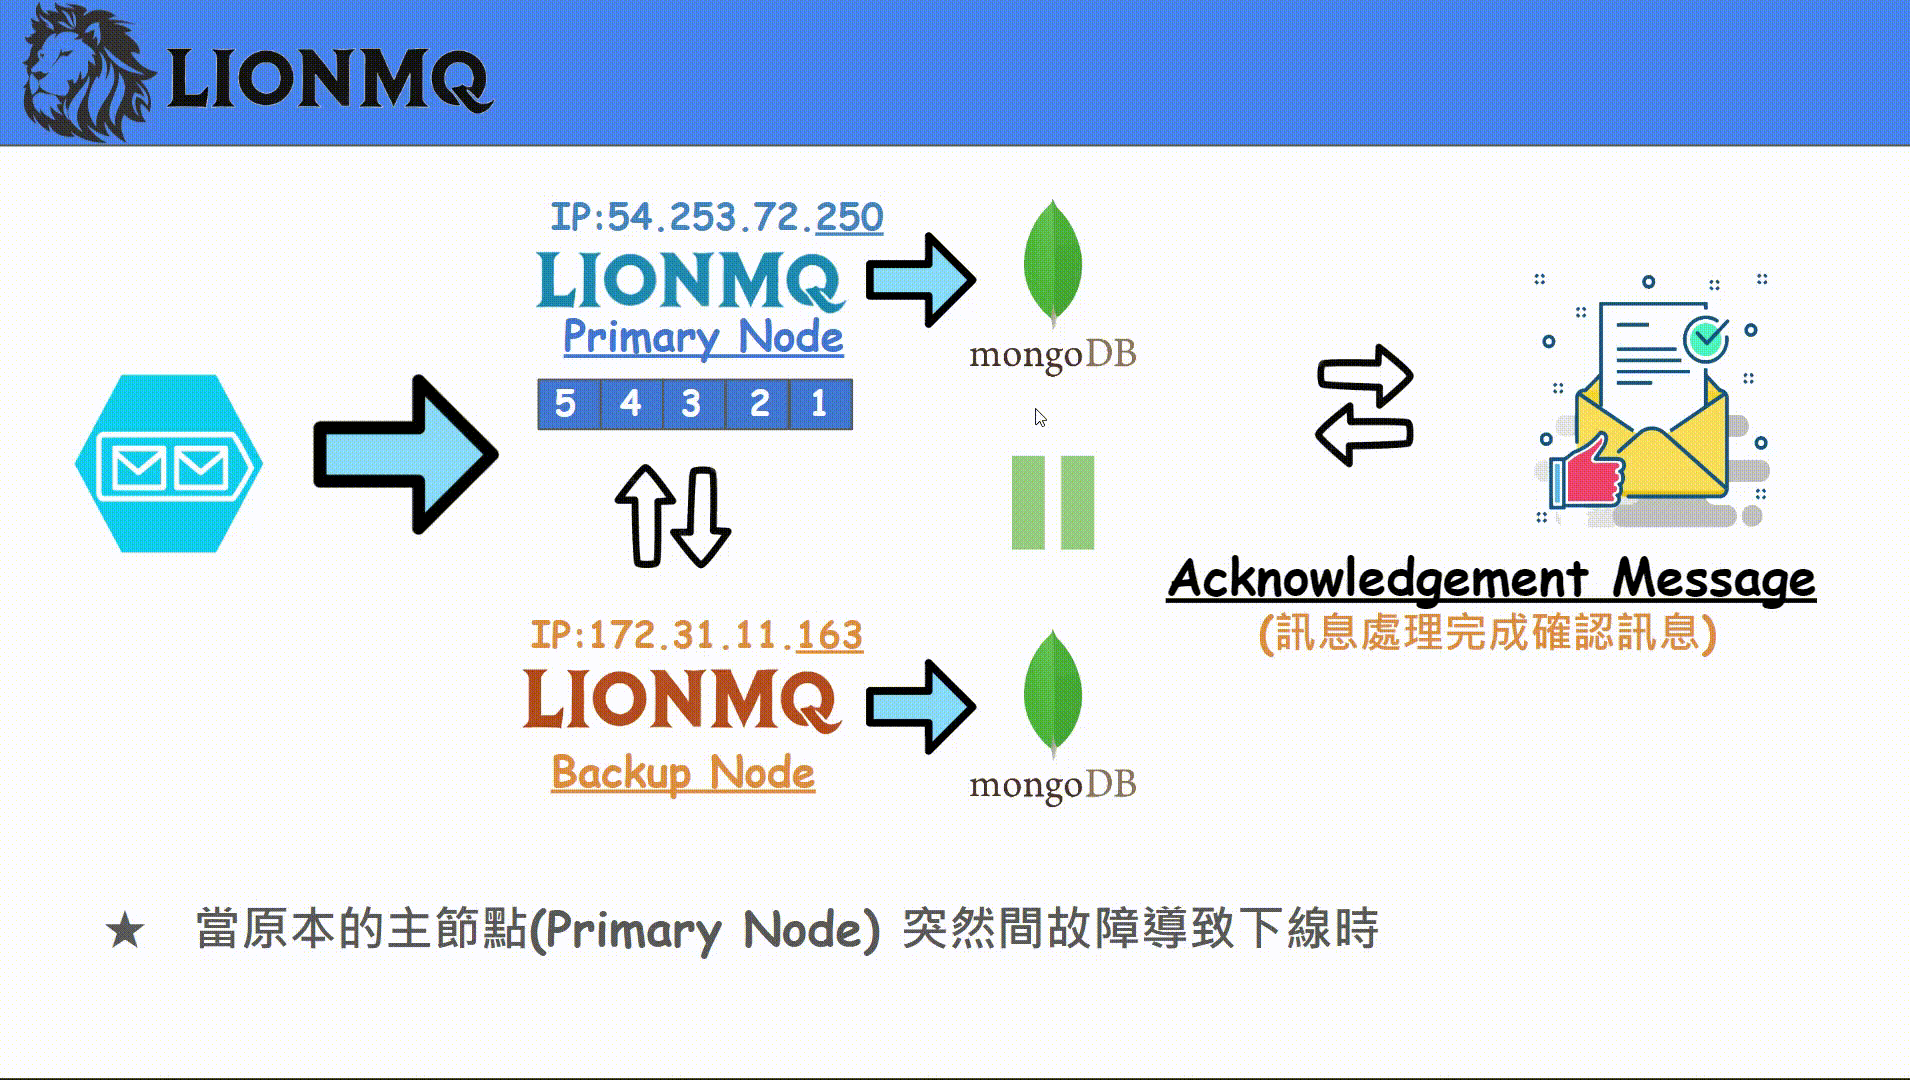 LIONMQ
IP:54.253.72.250
LIONMQ
Primary Node
5 4 3 2 1
mongoDB
IP:172.31.11.163
LIONMQ
Backup Node
mongoDB
Acknowledgement Message
(訊息處理完成確認訊息)
★ 當原本的主節點(Primary Node) 突然間故障導致下線時